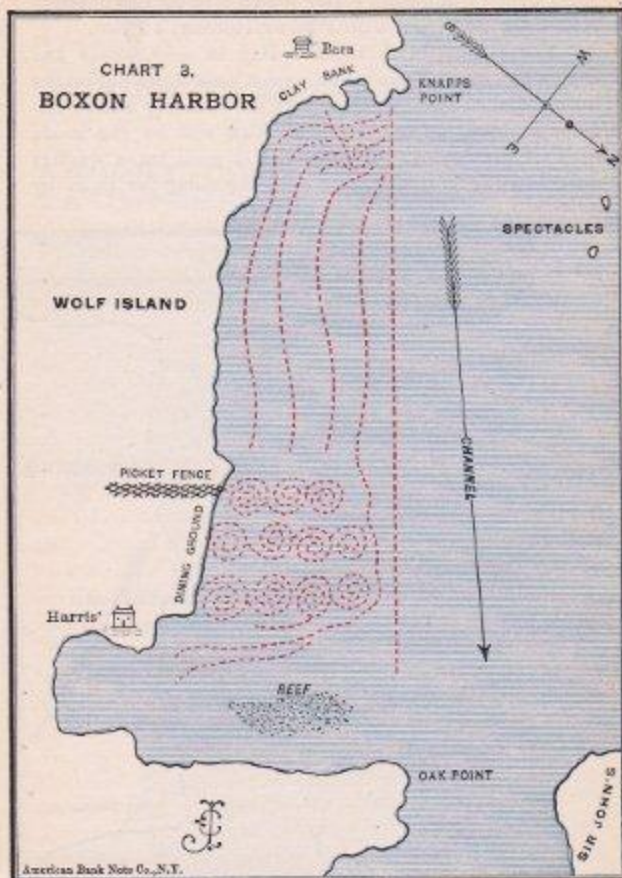 CHART 3.
BOXON HARBOR
Barn
CLAY BANK
KNAPPS
POINT
S
W
E
N
SPECTACLES
WOLF ISLAND
CHANNEL
PICKET FENCE
DINING GROUND
Harris'
REEF
OAK POINT
SIR JOHN'S
American Bank Note Co., N.Y.